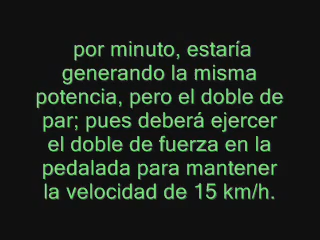 por minuto, estaría
generando la misma
potencia, pero el doble de
par; pues deberá ejercer
el doble de fuerza en la
pedalada para mantener
la velocidad de 15 km/h.